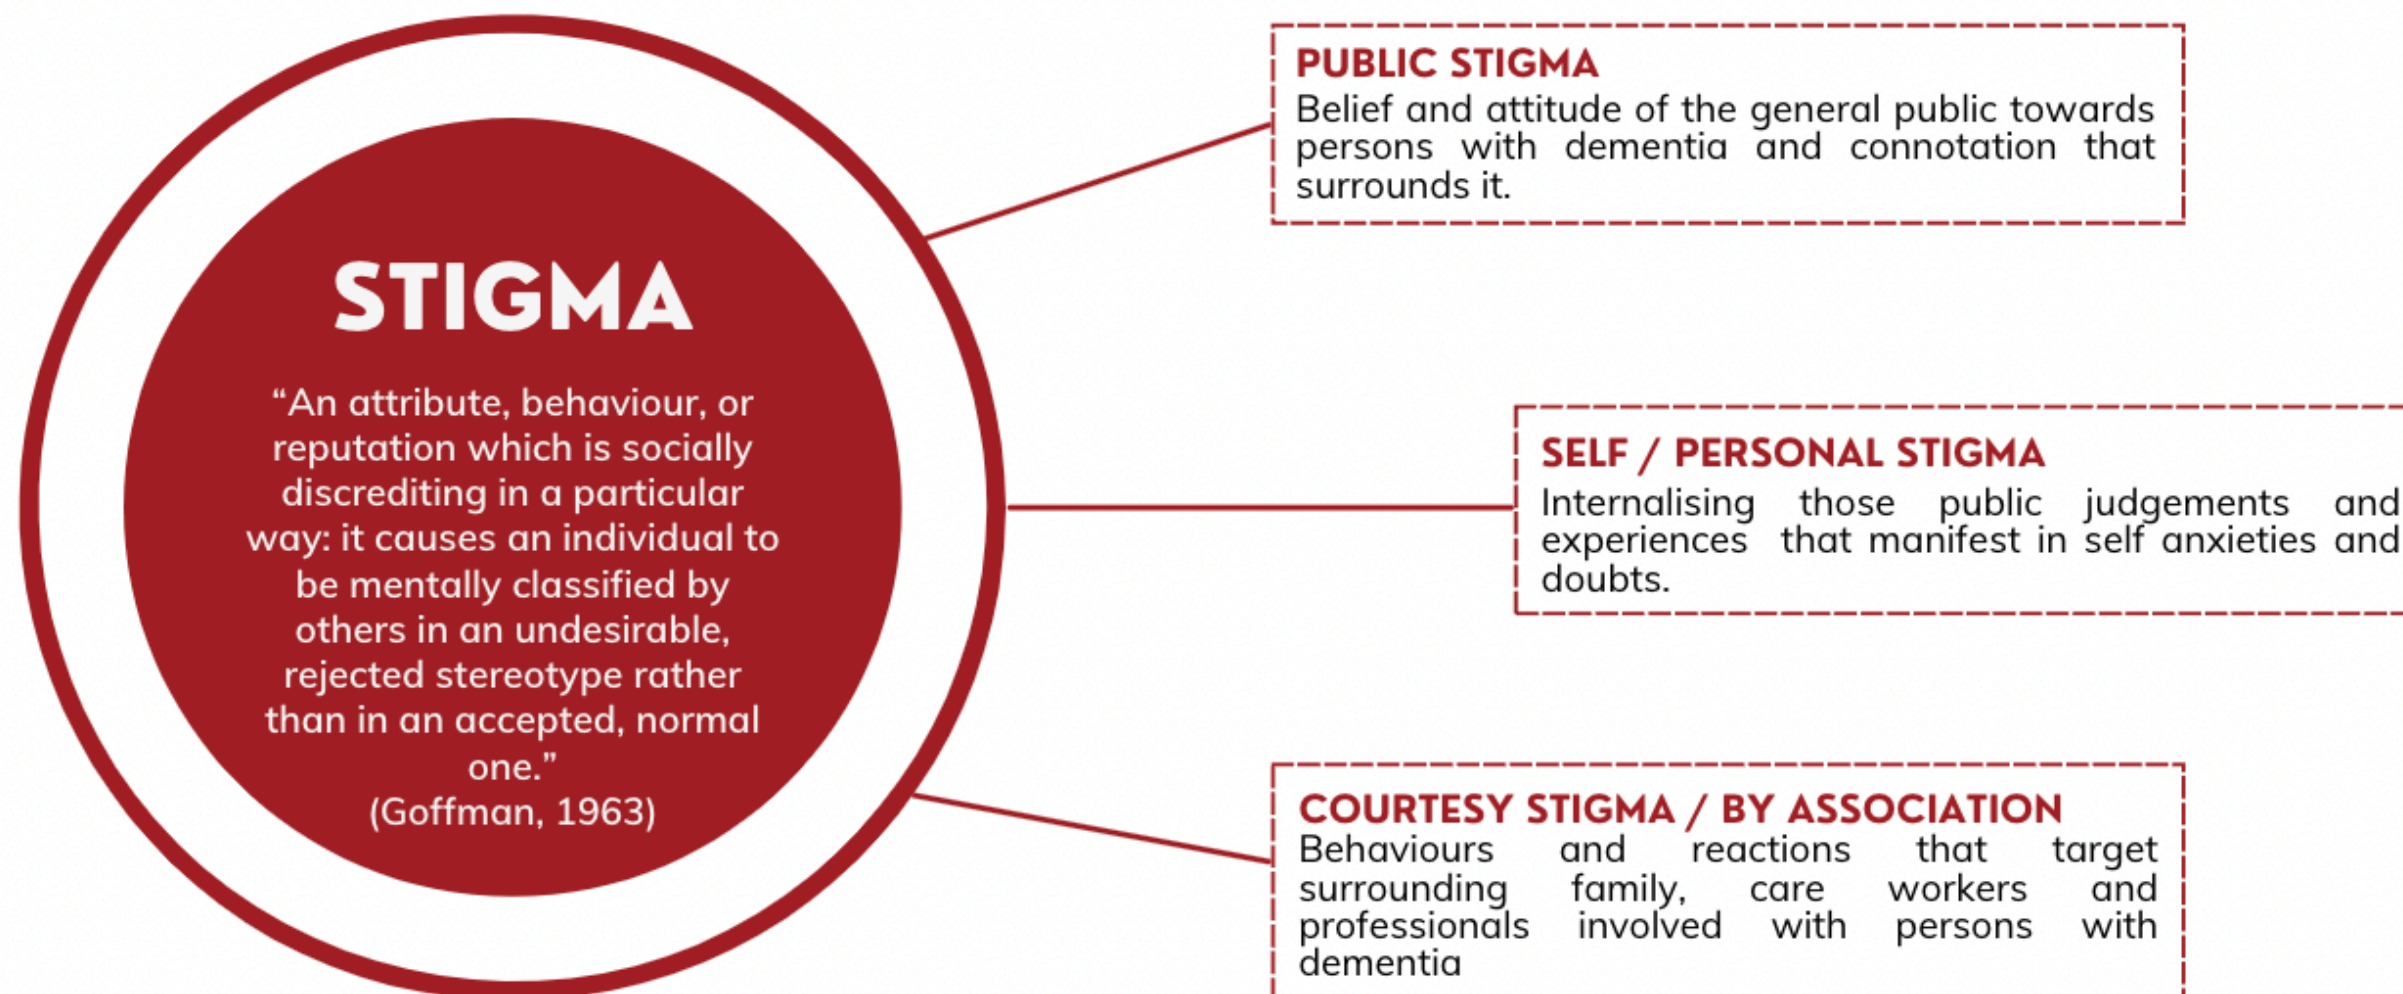 STIGMA
“An attribute, behaviour, or
reputation which is socially
discrediting in a particular
way: it causes an individual to
be mentally classified by
others in an undesirable,
rejected stereotype rather
than in an accepted, normal
one.”
(Goffman, 1963)
PUBLIC STIGMA
Belief and attitude of the general public towards
persons with dementia and connotation that
surrounds it.
SELF / PERSONAL STIGMA
Internalising those public judgements and
experiences that manifest in self anxieties and
doubts.
COURTESY STIGMA / BY ASSOCIATION
Behaviours and reactions that target
surrounding family, care workers and
professionals involved with persons with
dementia